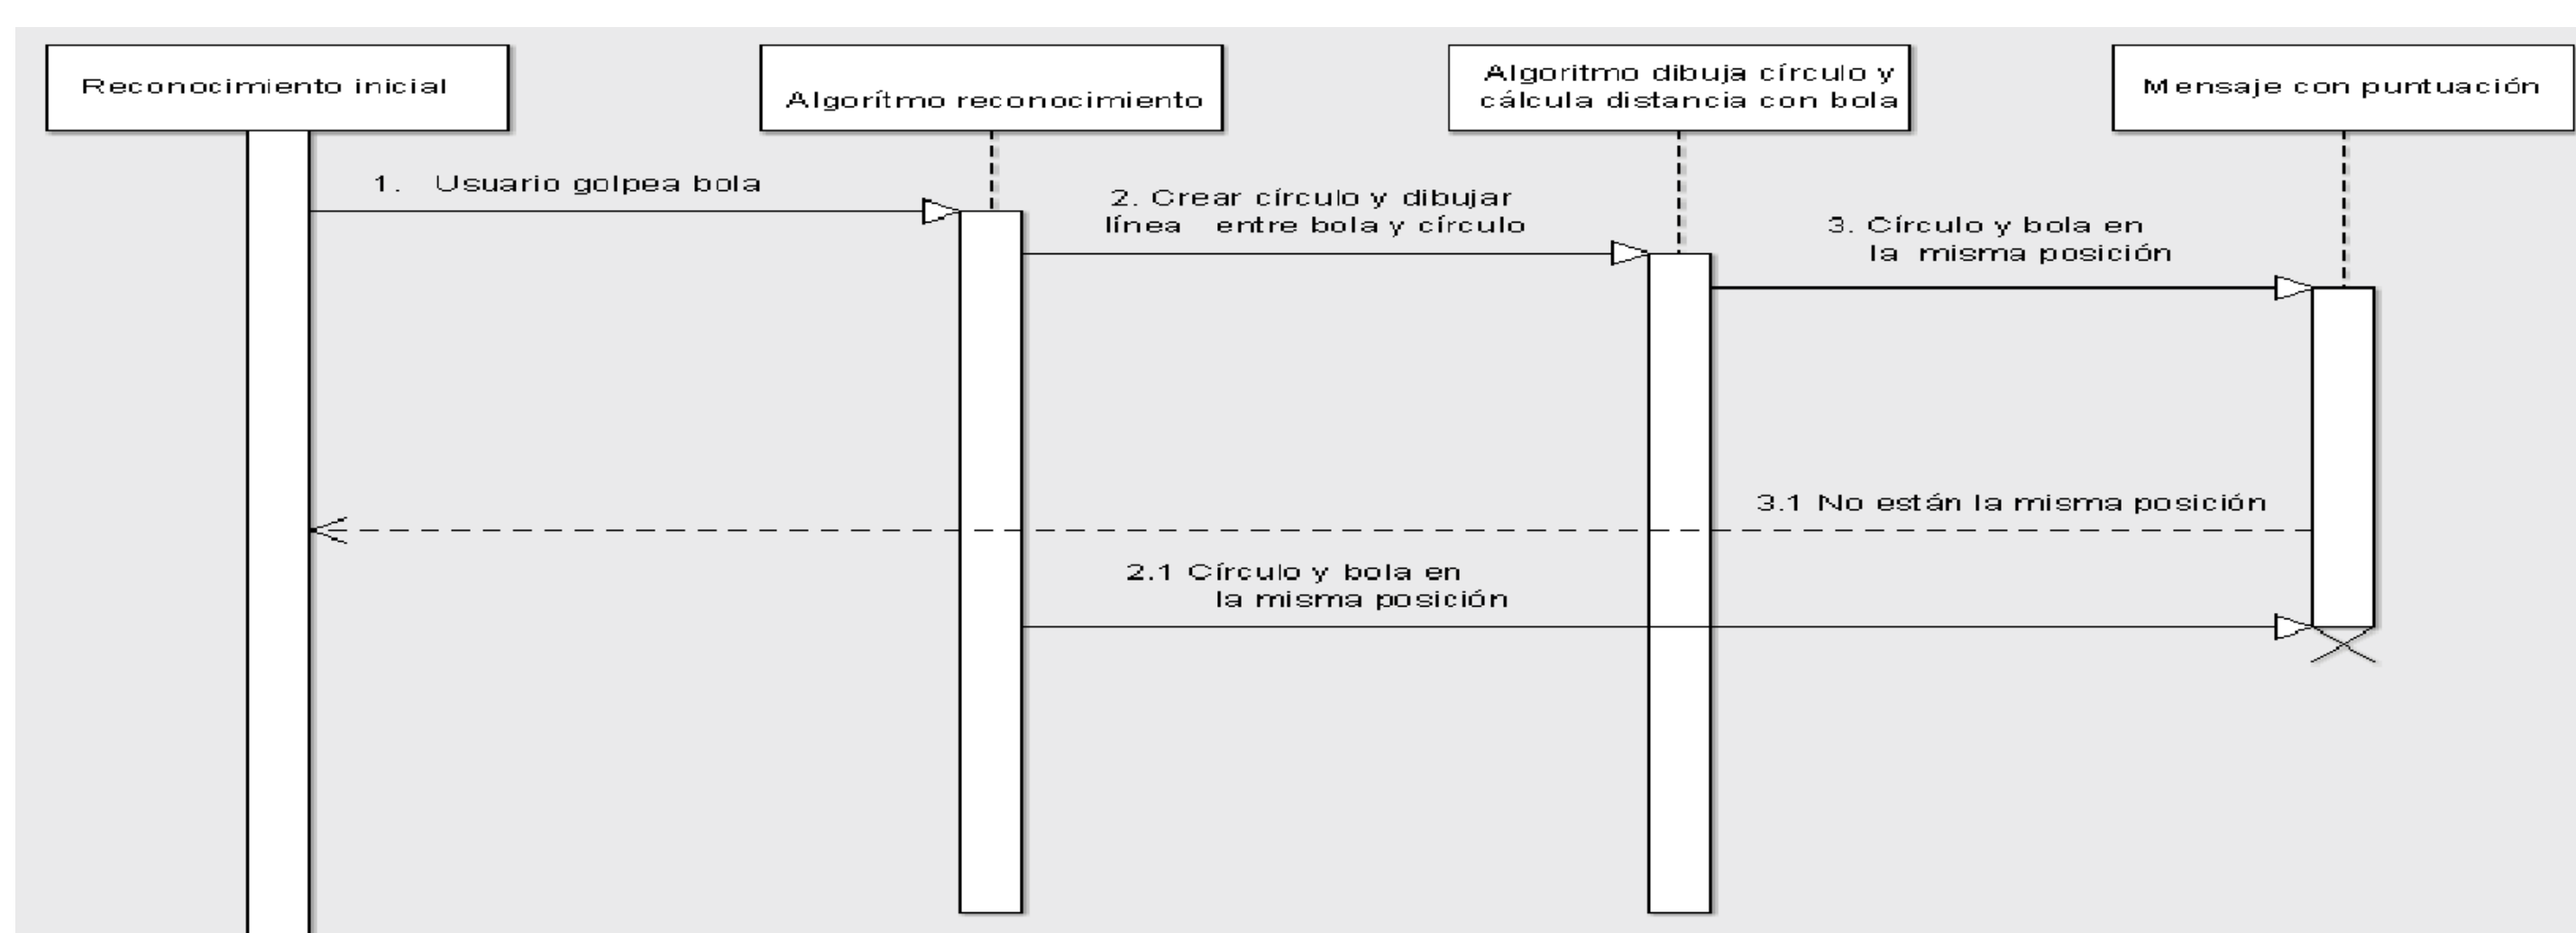 Reconocimiento inicial
Algorítmo reconocimiento
Algoritmo dibuja círculo y
cálcula distancia con bola
Mensaje con puntuación
1. Usuario golpea bola
2. Crear círculo y dibujar
línea entre bola y círculo
3. Círculo y bola en
la misma posición
3.1 No están la misma posición
2.1 Círculo y bola en
la misma posición